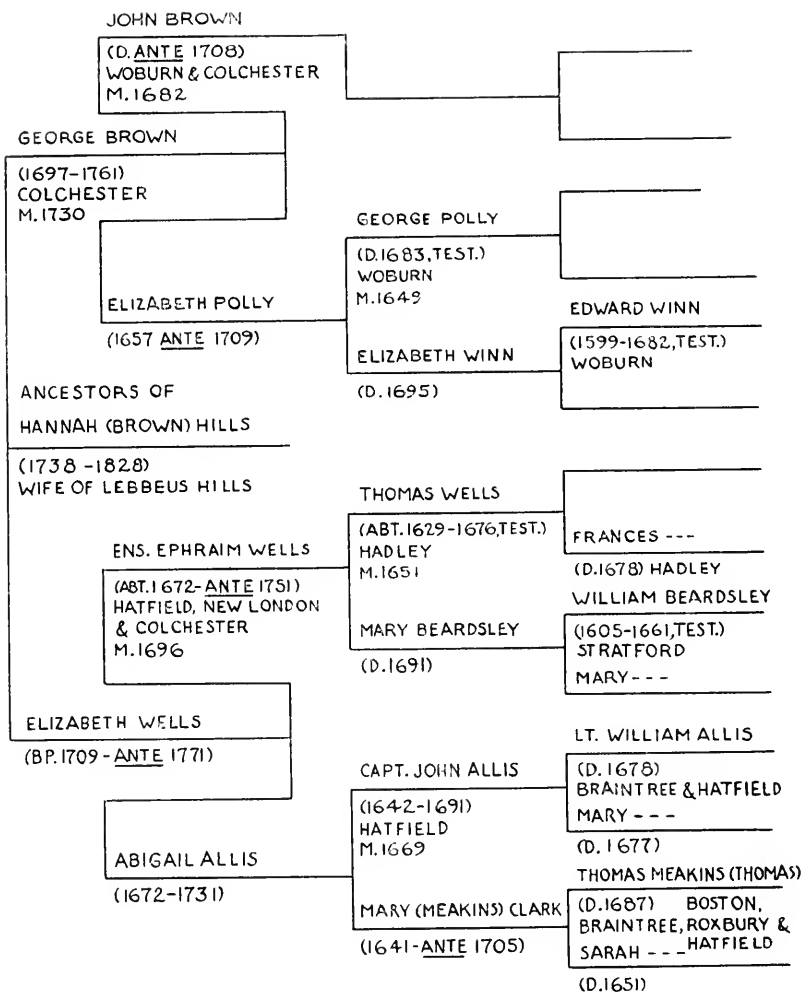 JOHN BROWN
(D. ANTE 1708)
WOBURN & COLCHESTER
M. 1682
GEORGE BROWN
(1697-1761)
COLCHESTER
M. 1730
GEORGE POLLY
(D. 1683, TEST.)
WOBURN
M. 1649
ELIZABETH POLLY
(1657 ANTE 1709)
EDWARD WINN
(1599-1682, TEST.)
WOBURN
ELIZABETH WINN
(D. 1695)
ANCESTORS OF
HANNAH (BROWN) HILLS
(1738 - 1828)
WIFE OF LEBBEUS HILLS
THOMAS WELLS
(ABT. 1629-1676, TEST.)
HADLEY
M. 1651
FRANCES ---
(D. 1678) HADLEY
ENS. EPHRAIM WELLS
(ABT. 1672- ANTE 1751)
HATFIELD, NEW LONDON
& COLCHESTER
M. 1696
WILLIAM BEARDSLEY
(1605-1661, TEST.)
STRATFORD
MARY ---
MARY BEARDSLEY
(D. 1691)
ELIZABETH WELLS
(BP. 1709 - ANTE 1771)
LT. WILLIAM ALLIS
(D. 1678)
BRAINTREE & HATFIELD
MARY ---
(D. 1677)
CAPT. JOHN ALLIS
(1642-1691)
HATFIELD
M. 1669
ABIGAIL ALLIS
(1672-1731)
THOMAS MEAKINS (THOMAS)
(D. 1687) BOSTON,
BRAINTREE, ROXBURY &
HATFIELD
SARAH ---
(D. 1651)
MARY (MEAKINS) CLARK
(1641- ANTE 1705)